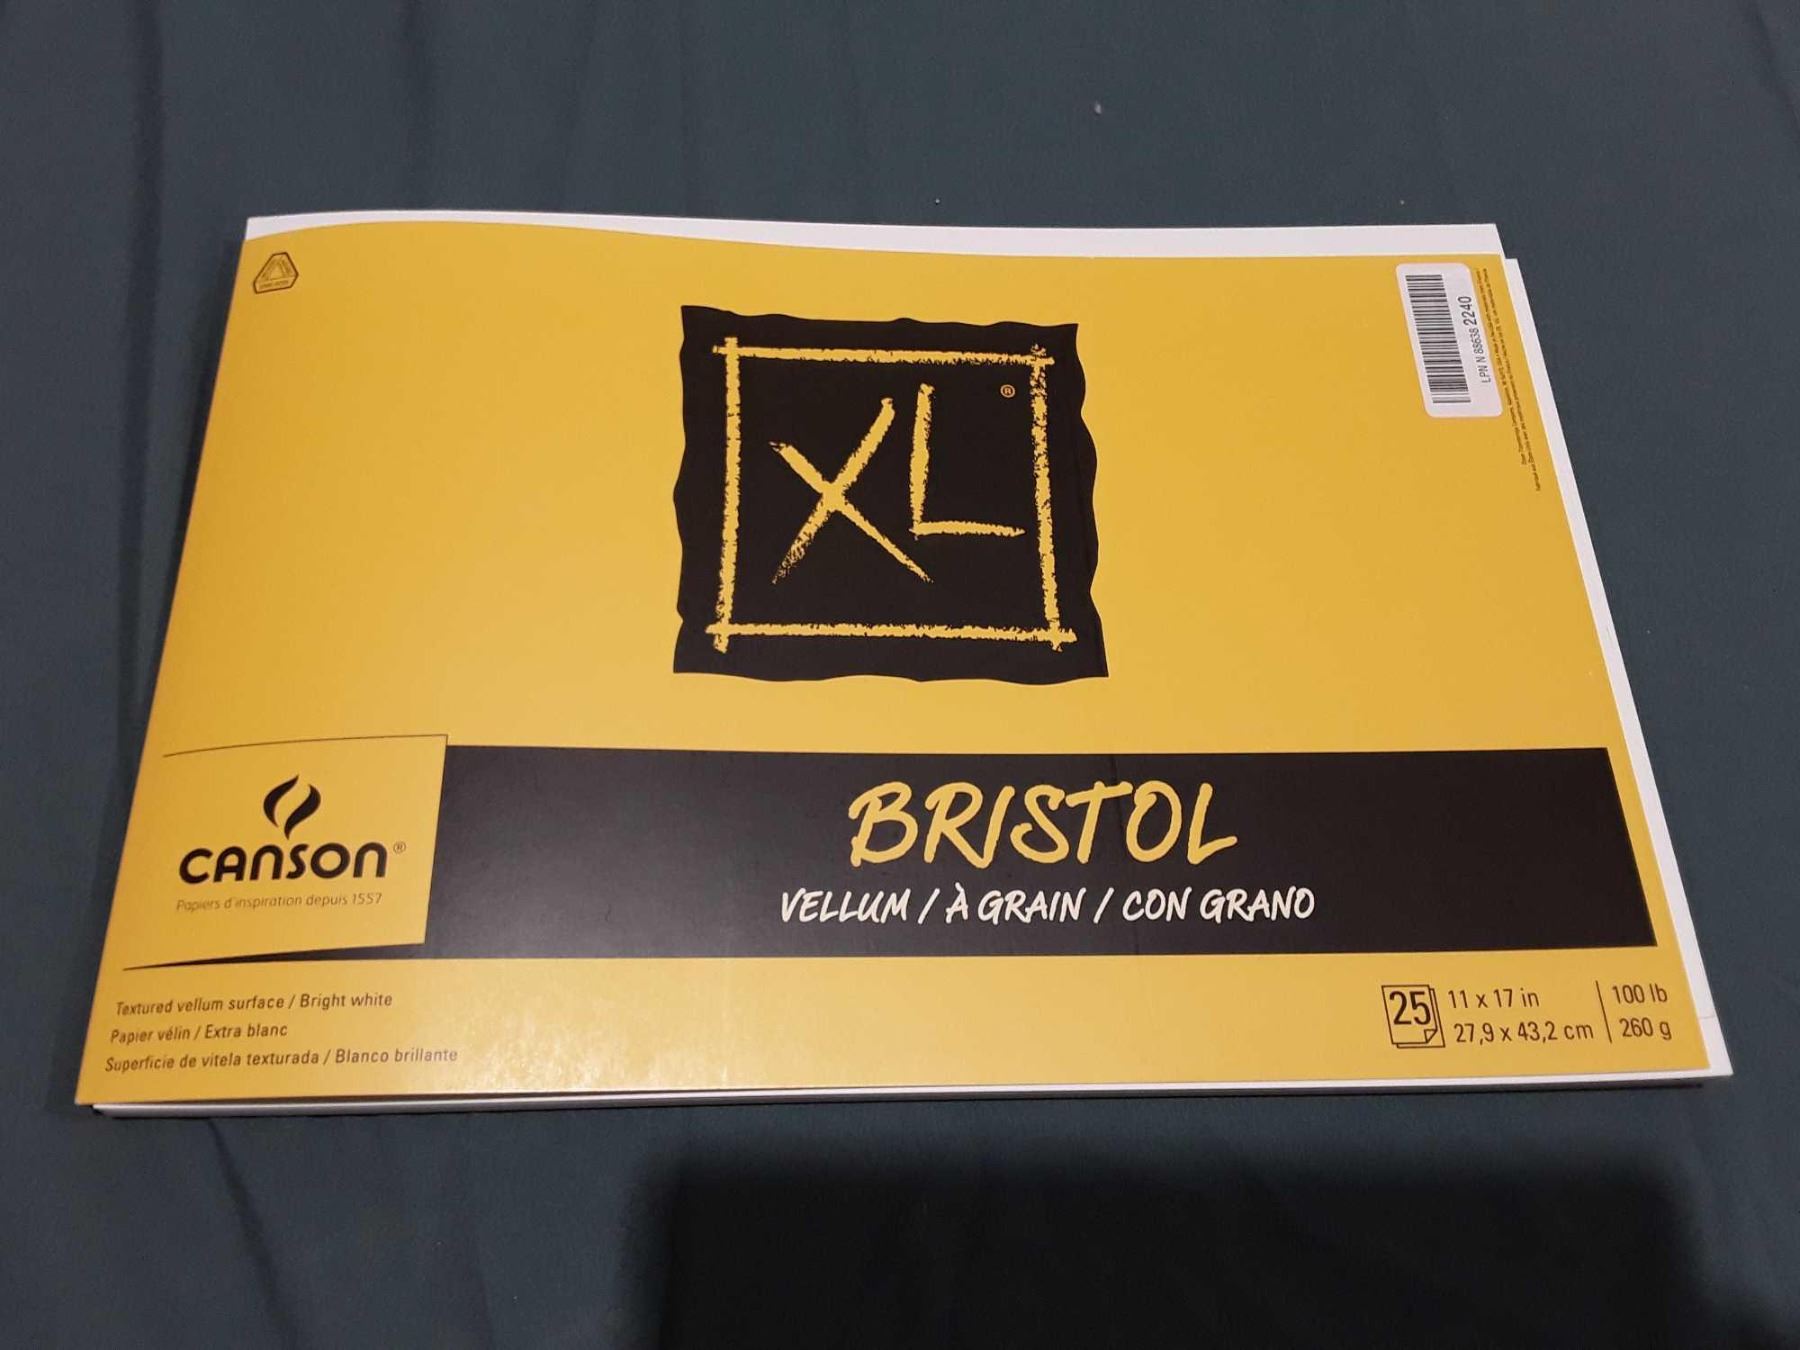 XL®
LPN N 88638 2240
CANSON®
Papiers d'inspiration depuis 1557
BRISTOL
VELLUM / À GRAIN / CON GRANO
Textured vellum surface / Bright white
Papier vélin / Extra blanc
Superficie de vitela texturada / Blanco brillante
25
11 x 17 in
27,9 x 43,2 cm
100 lb
260 g